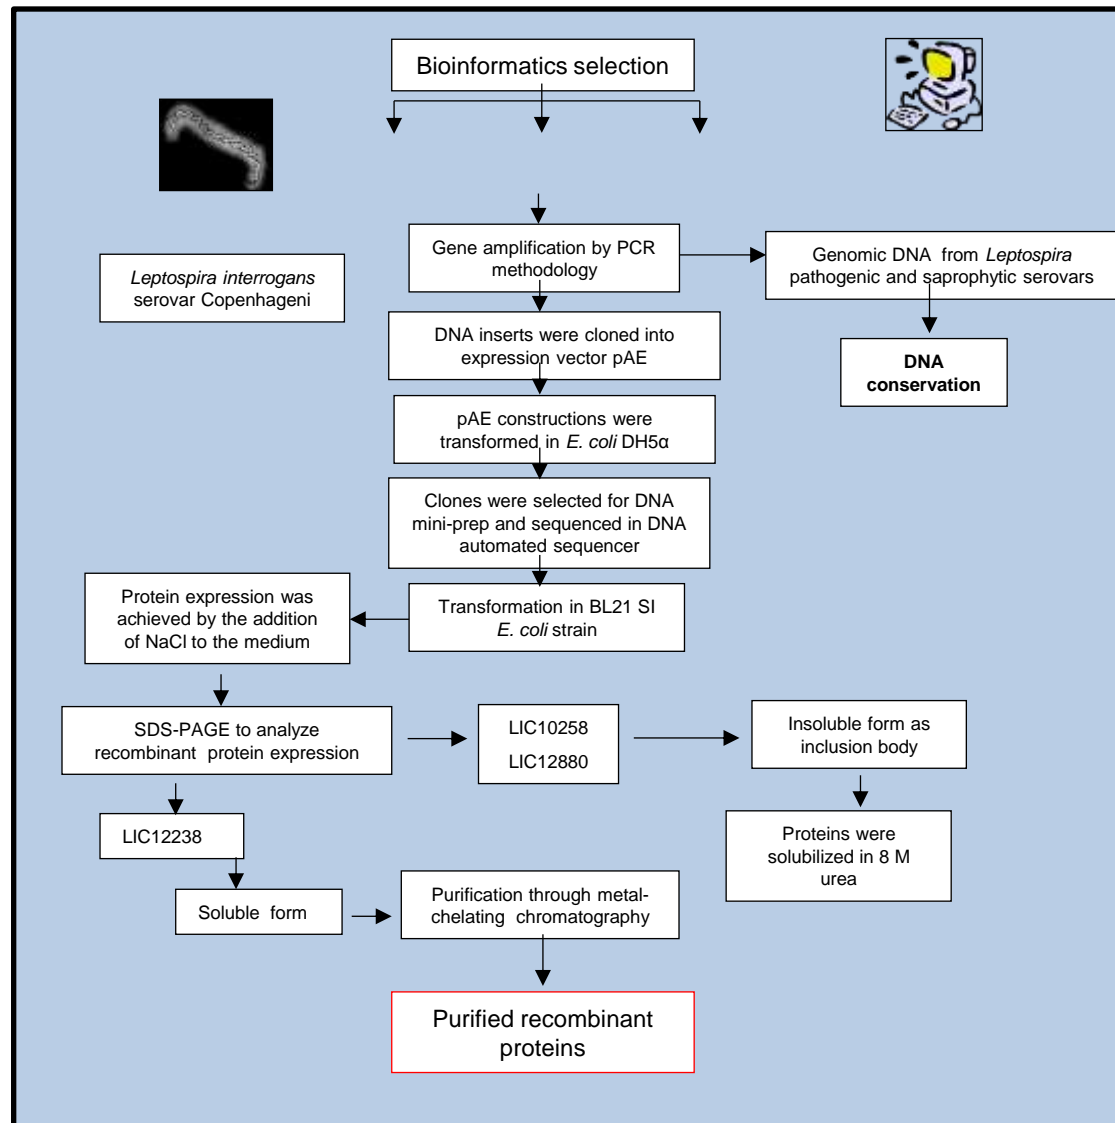 Bioinformatics selection
Gene amplification by PCR
methodology
Genomic DNA from Leptospira
pathogenic and saprophytic serovars
Leptospira interrogans
serovar Copenhageni
DNA inserts were cloned into
expression vector pAE
DNA
conservation
pAE constructions were
transformed in E. coli DH5α
Clones were selected for DNA
mini-prep and sequenced in DNA
automated sequencer
Protein expression was
achieved by the addition
of NaCl to the medium
Transformation in BL21 SI
E. coli strain
SDS-PAGE to analyze
recombinant protein expression
LIC10258
LIC12880
Insoluble form as
inclusion body
LIC12238
Proteins were
solubilized in 8 M
urea
Soluble form
Purification through metal-
chelating chromatography
Purified recombinant
proteins